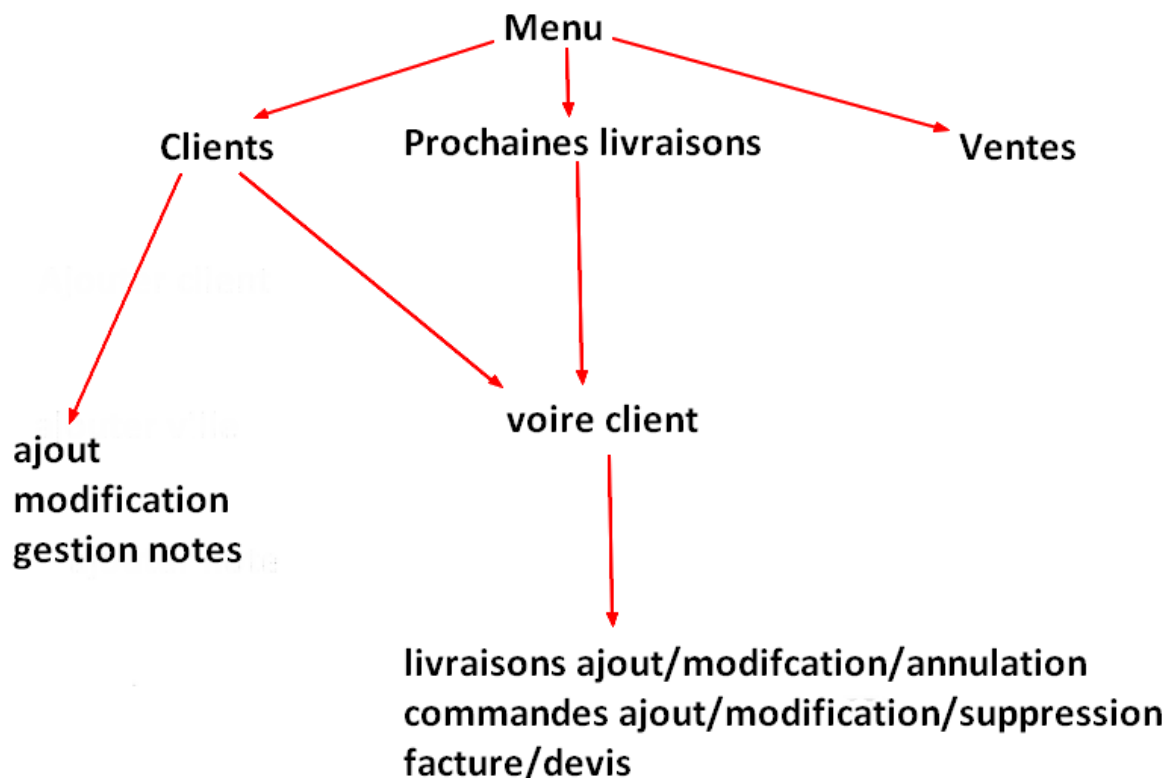 Menu
Clients
Prochaines livraisons
Ventes
voire client
ajout
modification
gestion notes
livraisons ajout/modifcation/annulation
commandes ajout/modification/suppression
facture/devis